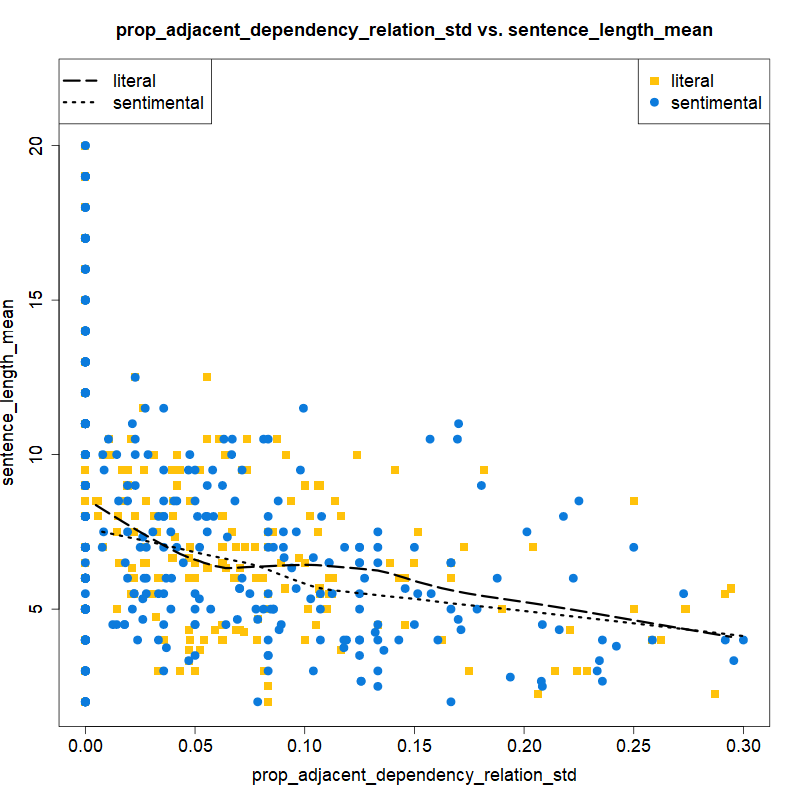 prop_adjacent_dependency_relation_std vs. sentence_length_mean
literal
sentimental
literal
sentimental
sentence_length_mean
20
15
10
5
0.00 0.05 0.10 0.15 0.20 0.25 0.30
prop_adjacent_dependency_relation_std